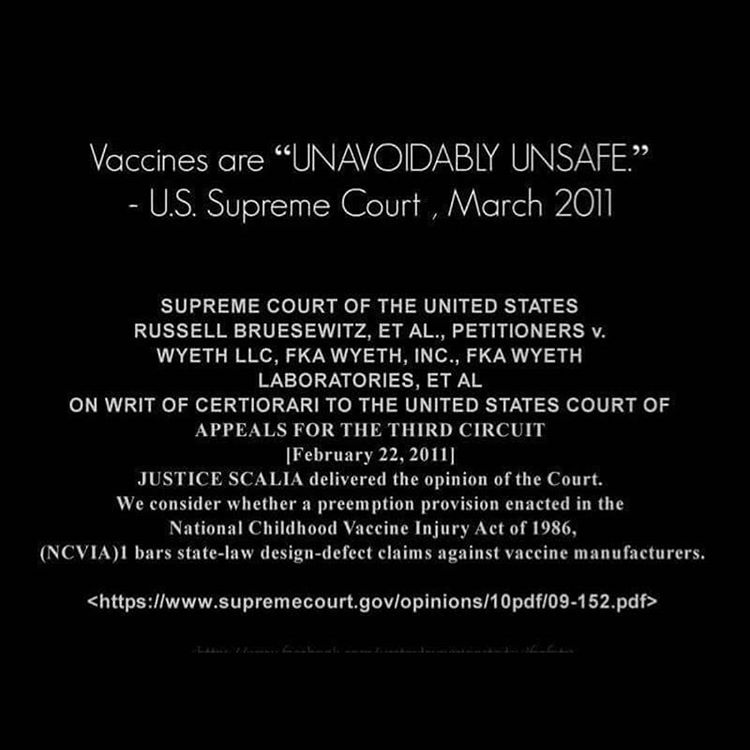 Vaccines are “UNAVOIDABLY UNSAFE.”
- U.S. Supreme Court , March 2011
SUPREME COURT OF THE UNITED STATES
RUSSELL BRUESEWITZ, ET AL., PETITIONERS v.
WYETH LLC, FKA WYETH, INC., FKA WYETH
LABORATORIES, ET AL
ON WRIT OF CERTIORARI TO THE UNITED STATES COURT OF
APPEALS FOR THE THIRD CIRCUIT
[February 22, 2011]
JUSTICE SCALIA delivered the opinion of the Court.
We consider whether a preemption provision enacted in the
National Childhood Vaccine Injury Act of 1986,
(NCVIA)1 bars state-law design-defect claims against vaccine manufacturers.
<https://www.supremecourt.gov/opinions/10pdf/09-152.pdf>